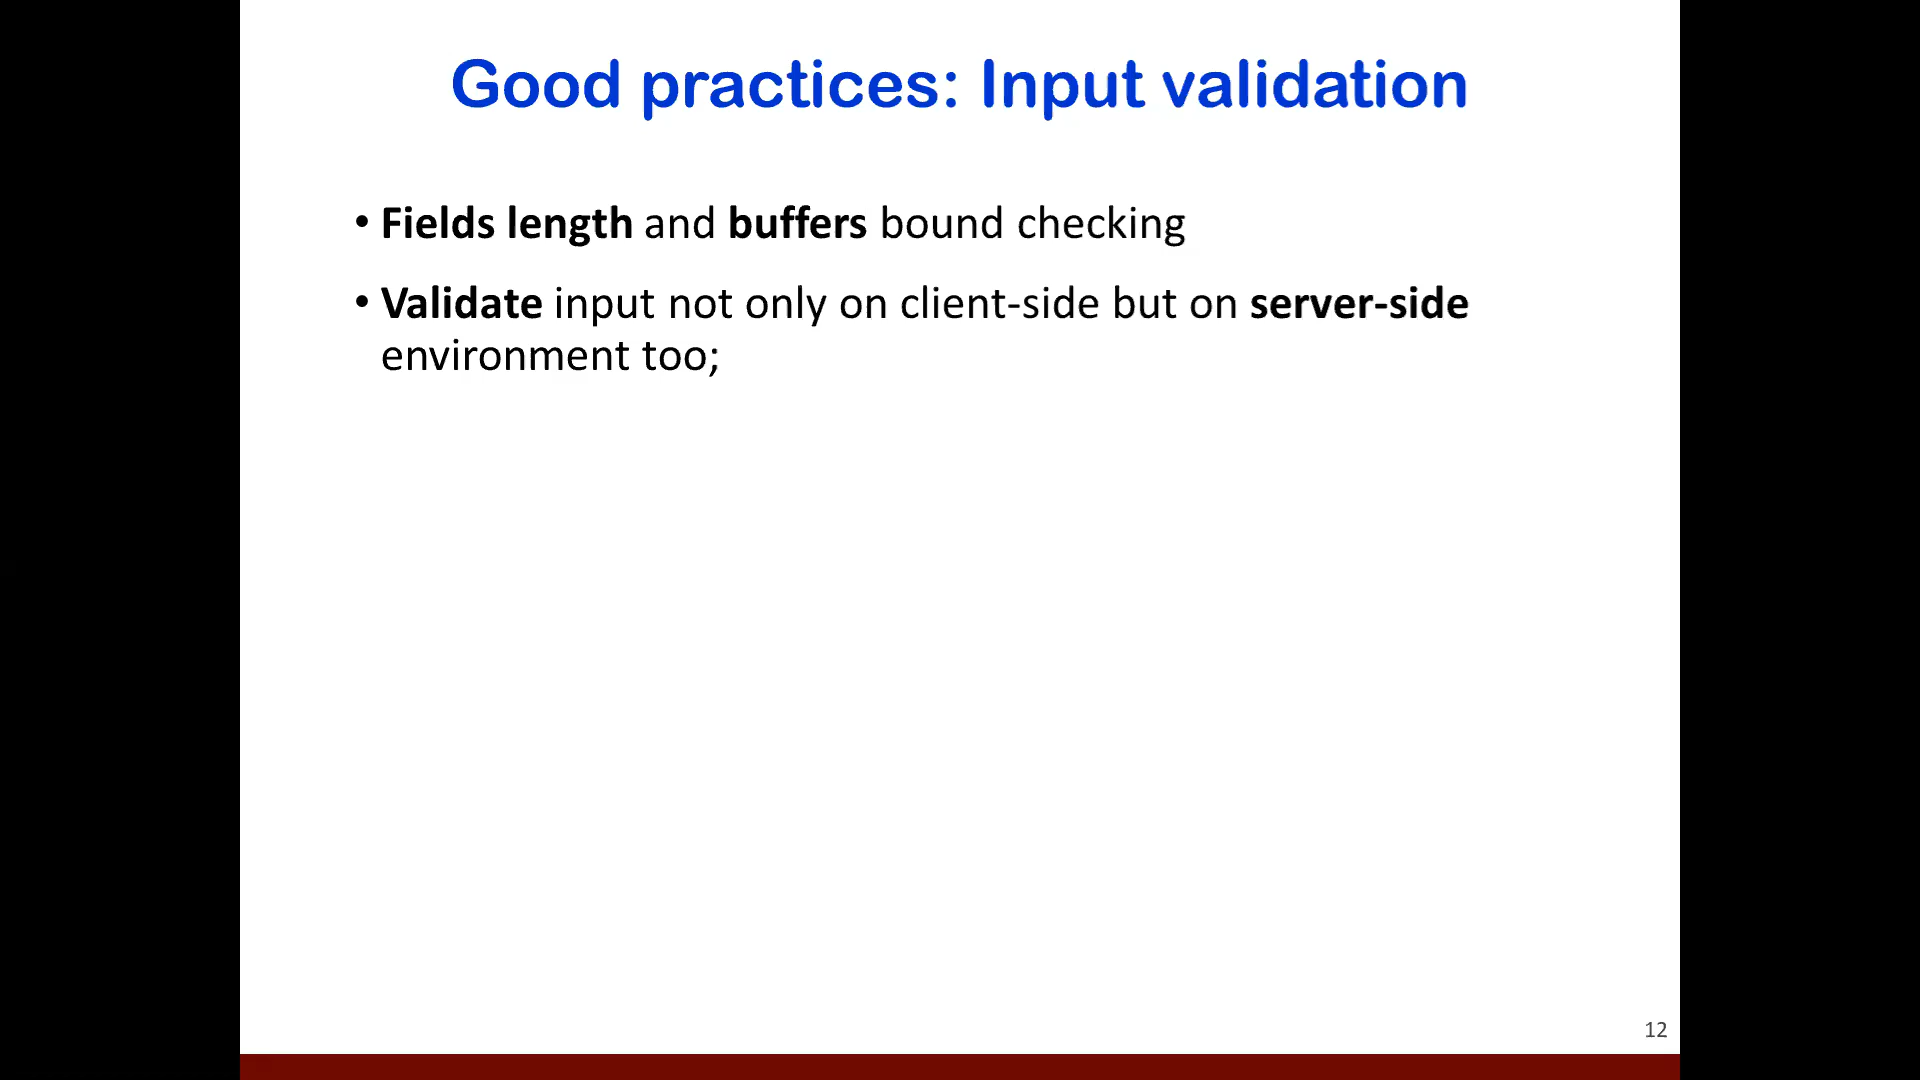 Good practices: Input validation
• Fields length and buffers bound checking
• Validate input not only on client-side but on server-side
environment too;
12